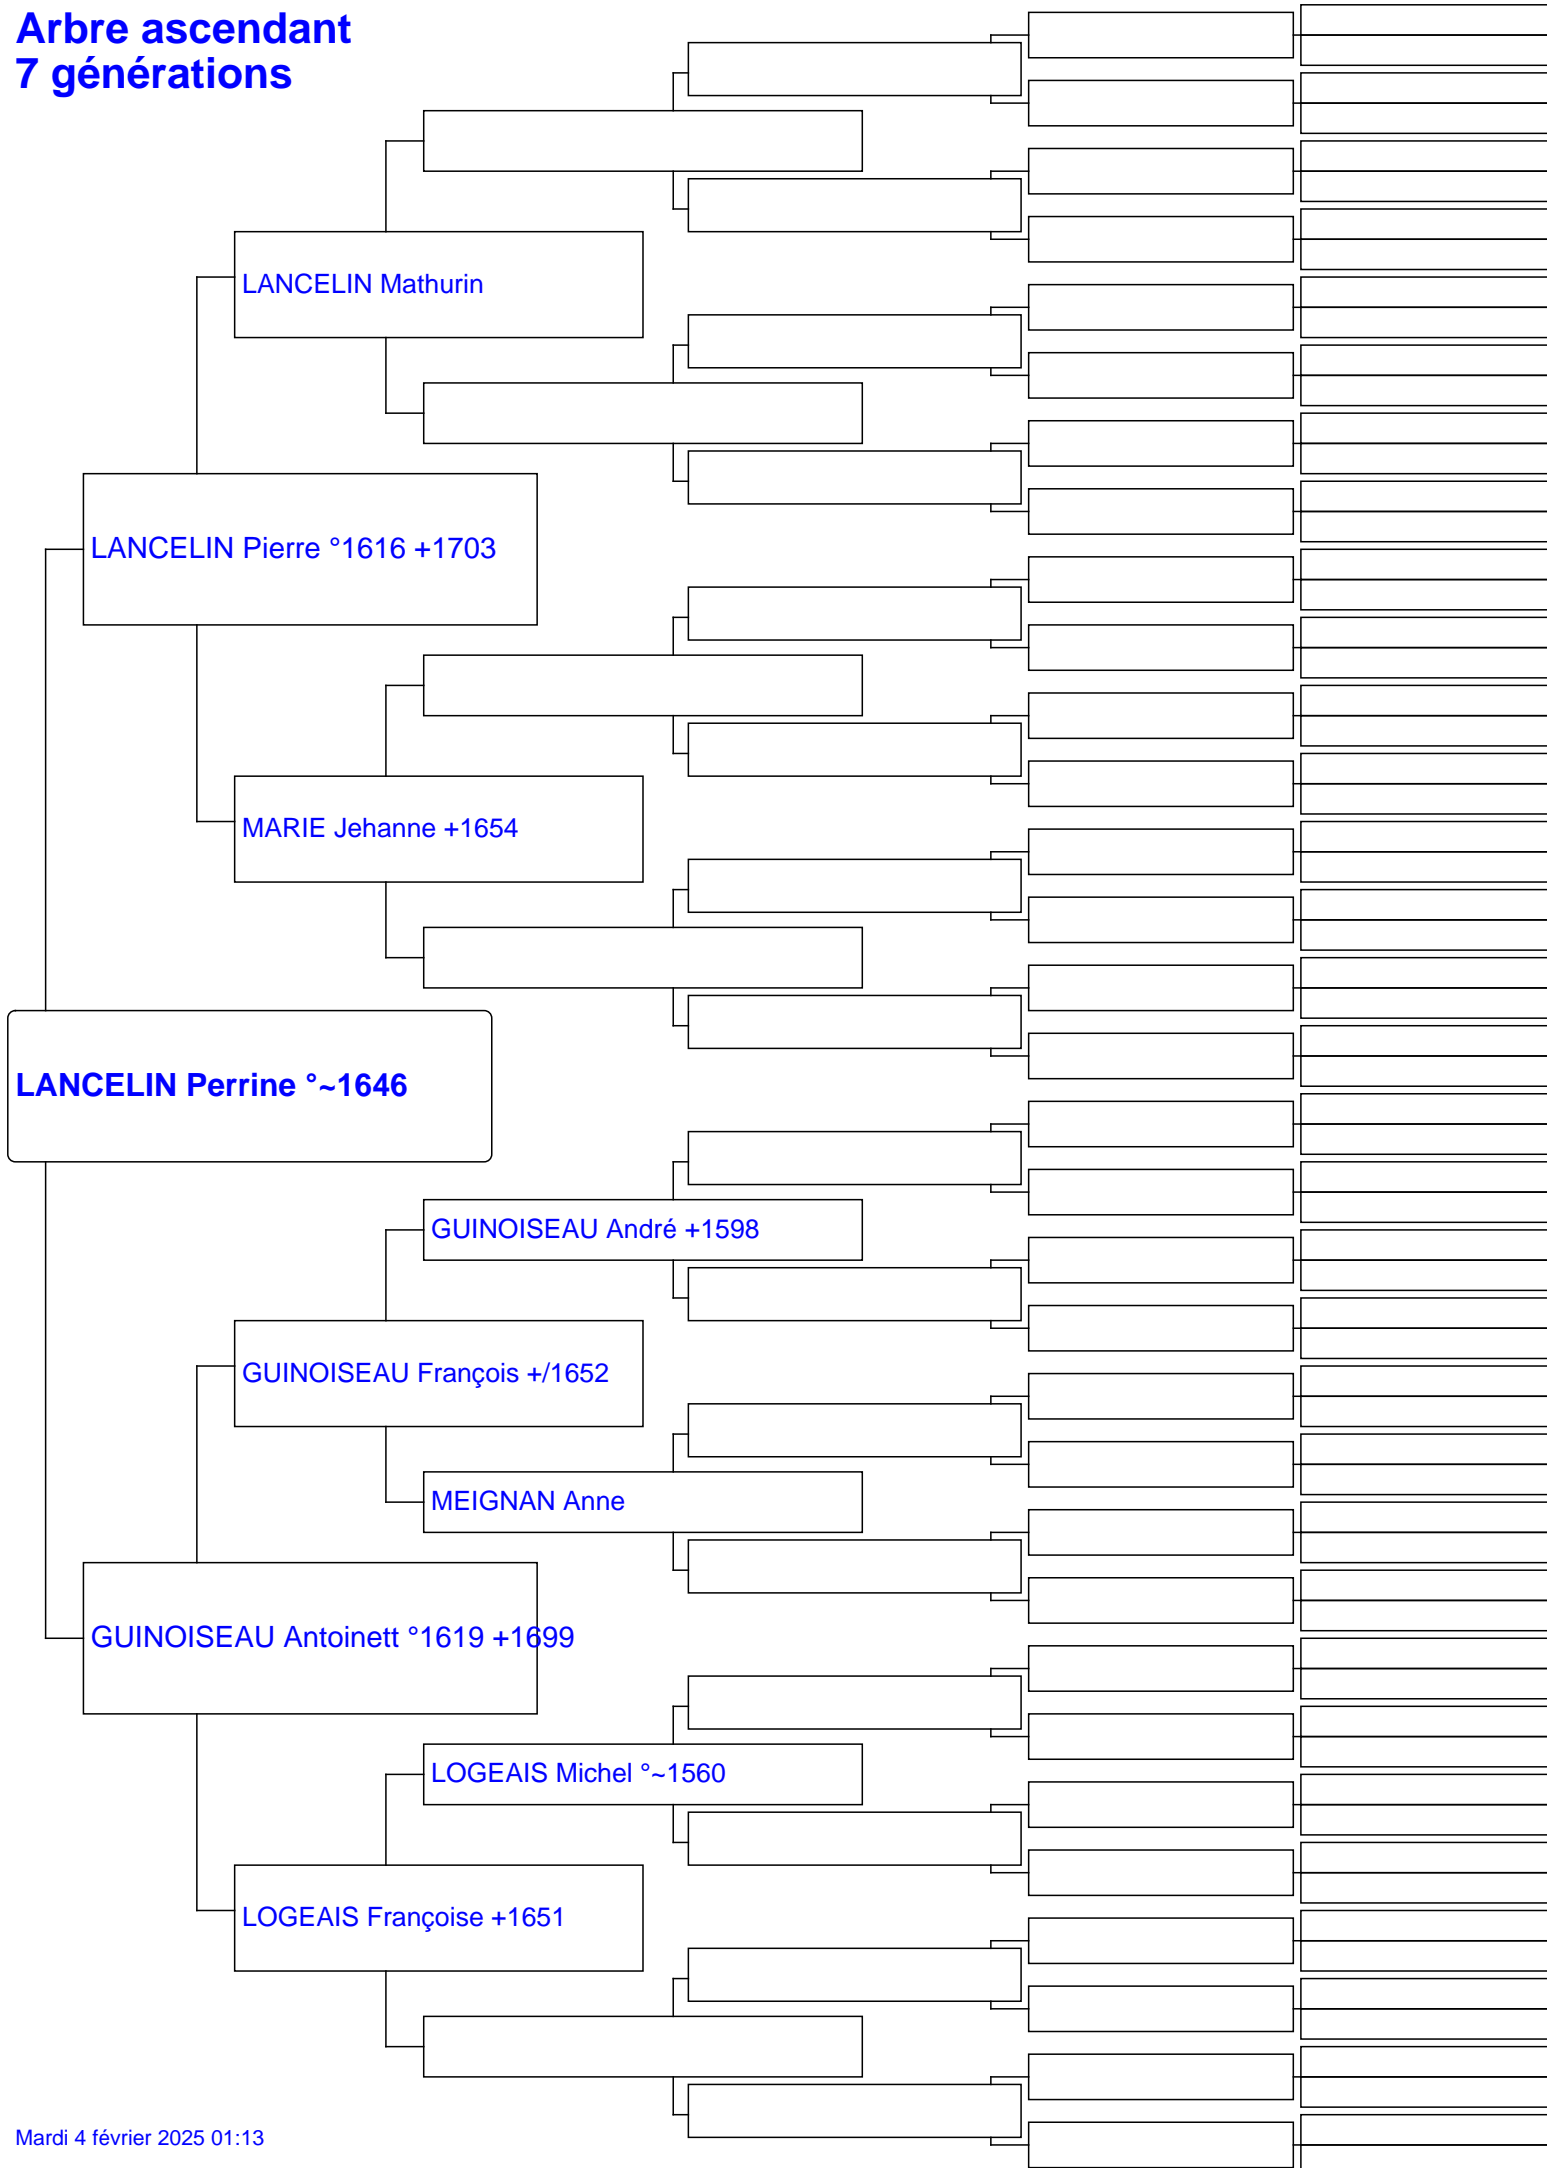 Arbre ascendant
7 générations
LANCELIN Mathurin
LANCELIN Pierre °1616 +1703
MARIE Jehanne +1654
LANCELIN Perrine °~1646
GUINOISEAU André +1598
GUINOISEAU François +/1652
MEIGNAN Anne
GUINOISEAU Antoinett °1619 +1699
LOGEAIS Michel °~1560
LOGEAIS Françoise +1651
Mardi 4 février 2025 01:13